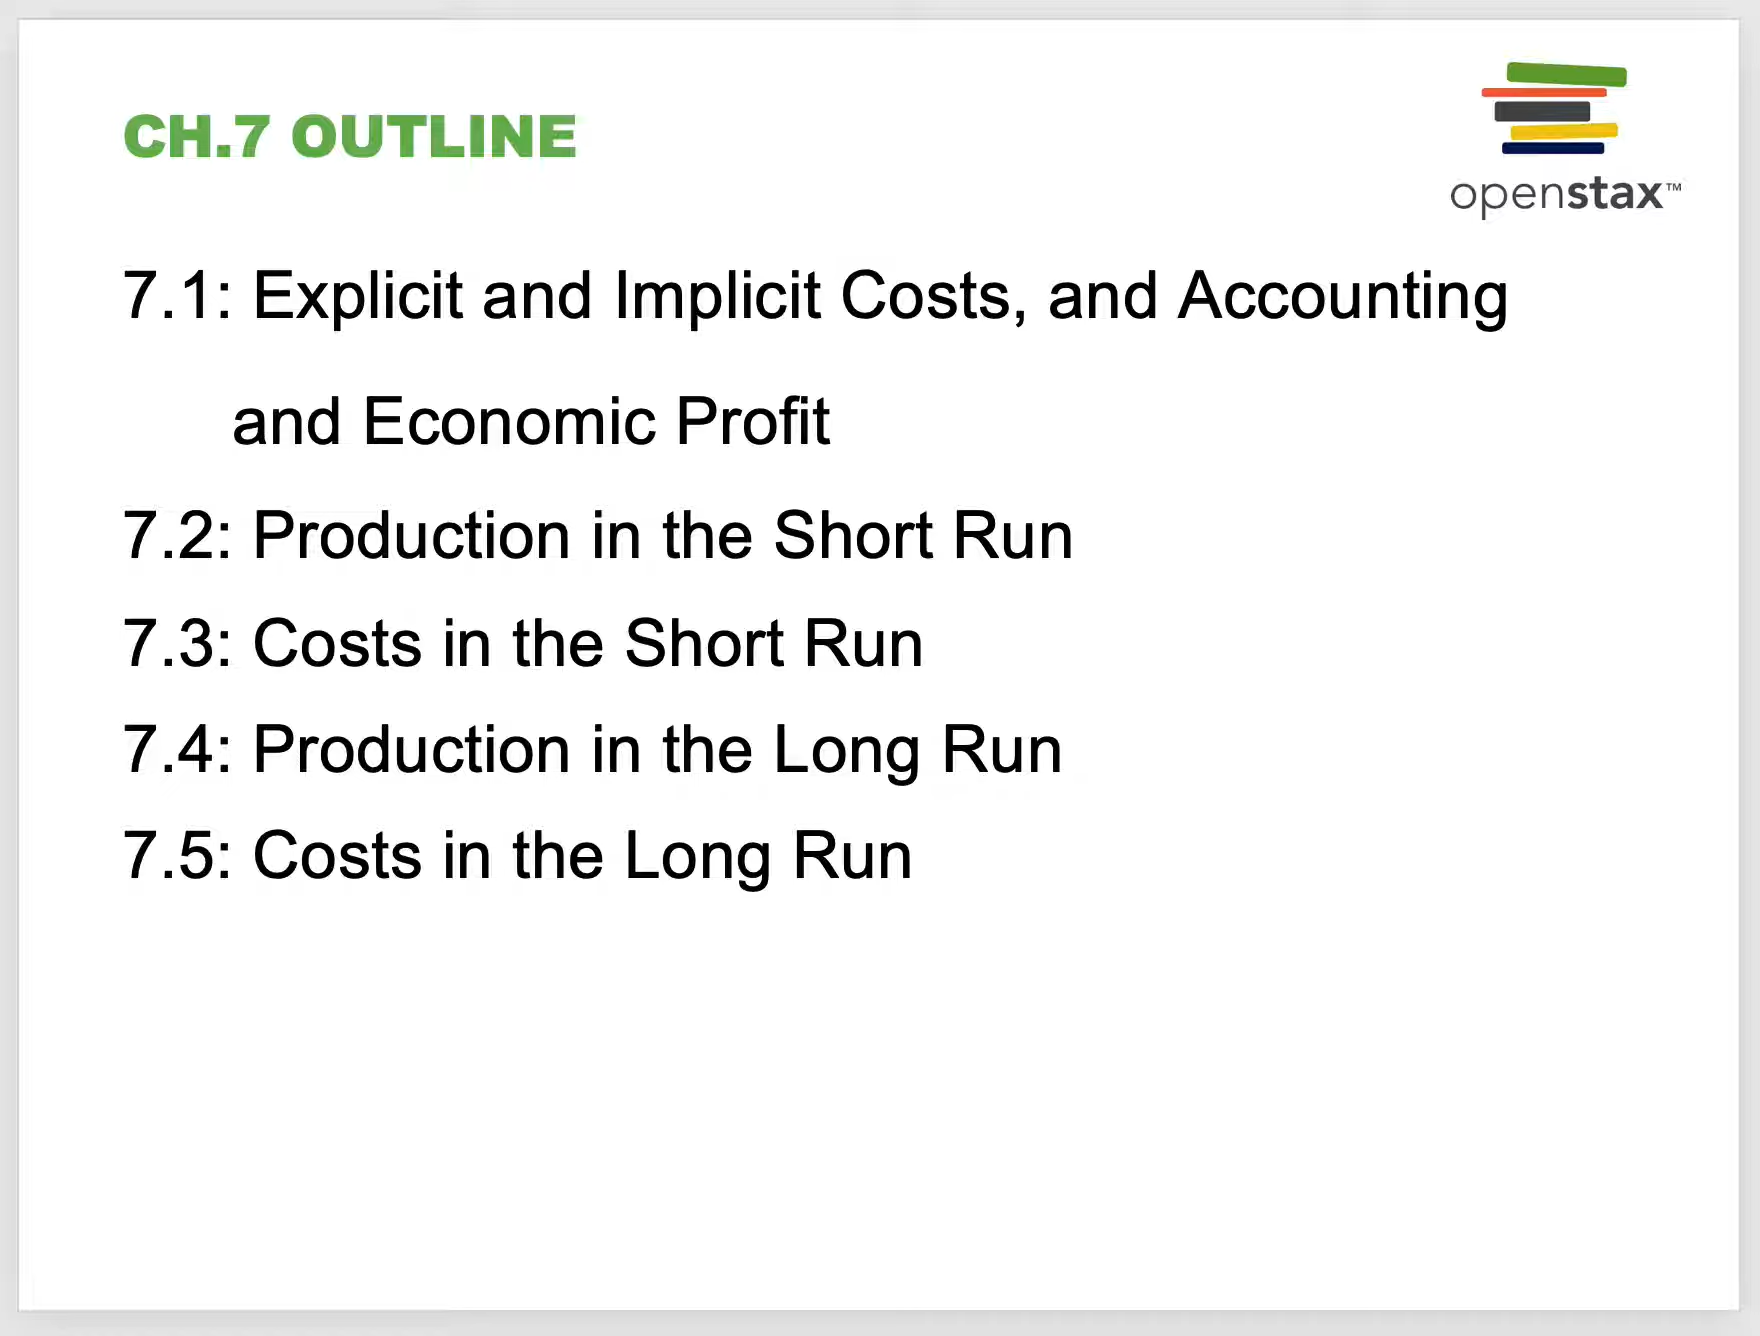 CH.7 OUTLINE
openstax™
7.1: Explicit and Implicit Costs, and Accounting
and Economic Profit
7.2: Production in the Short Run
7.3: Costs in the Short Run
7.4: Production in the Long Run
7.5: Costs in the Long Run